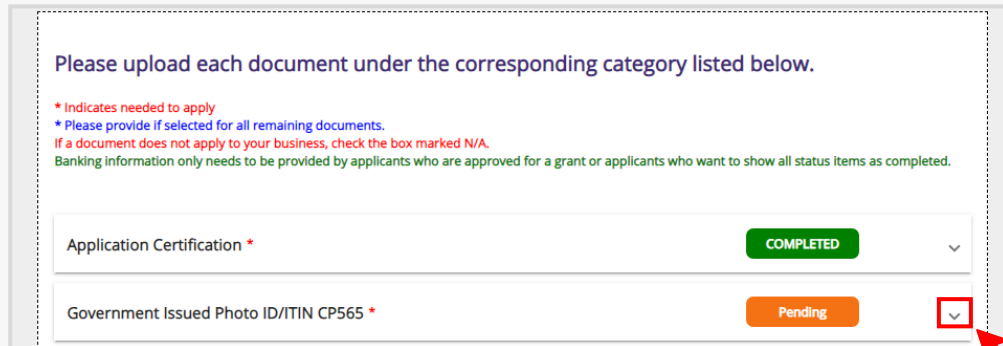 Please upload each document under the corresponding category listed below.
* Indicates needed to apply
* Please provide if selected for all remaining documents.
If a document does not apply to your business, check the box marked N/A.
Banking information only needs to be provided by applicants who are approved for a grant or applicants who want to show all status items as completed.
Application Certification * COMPLETED
Government Issued Photo ID/ITIN CP565 * Pending